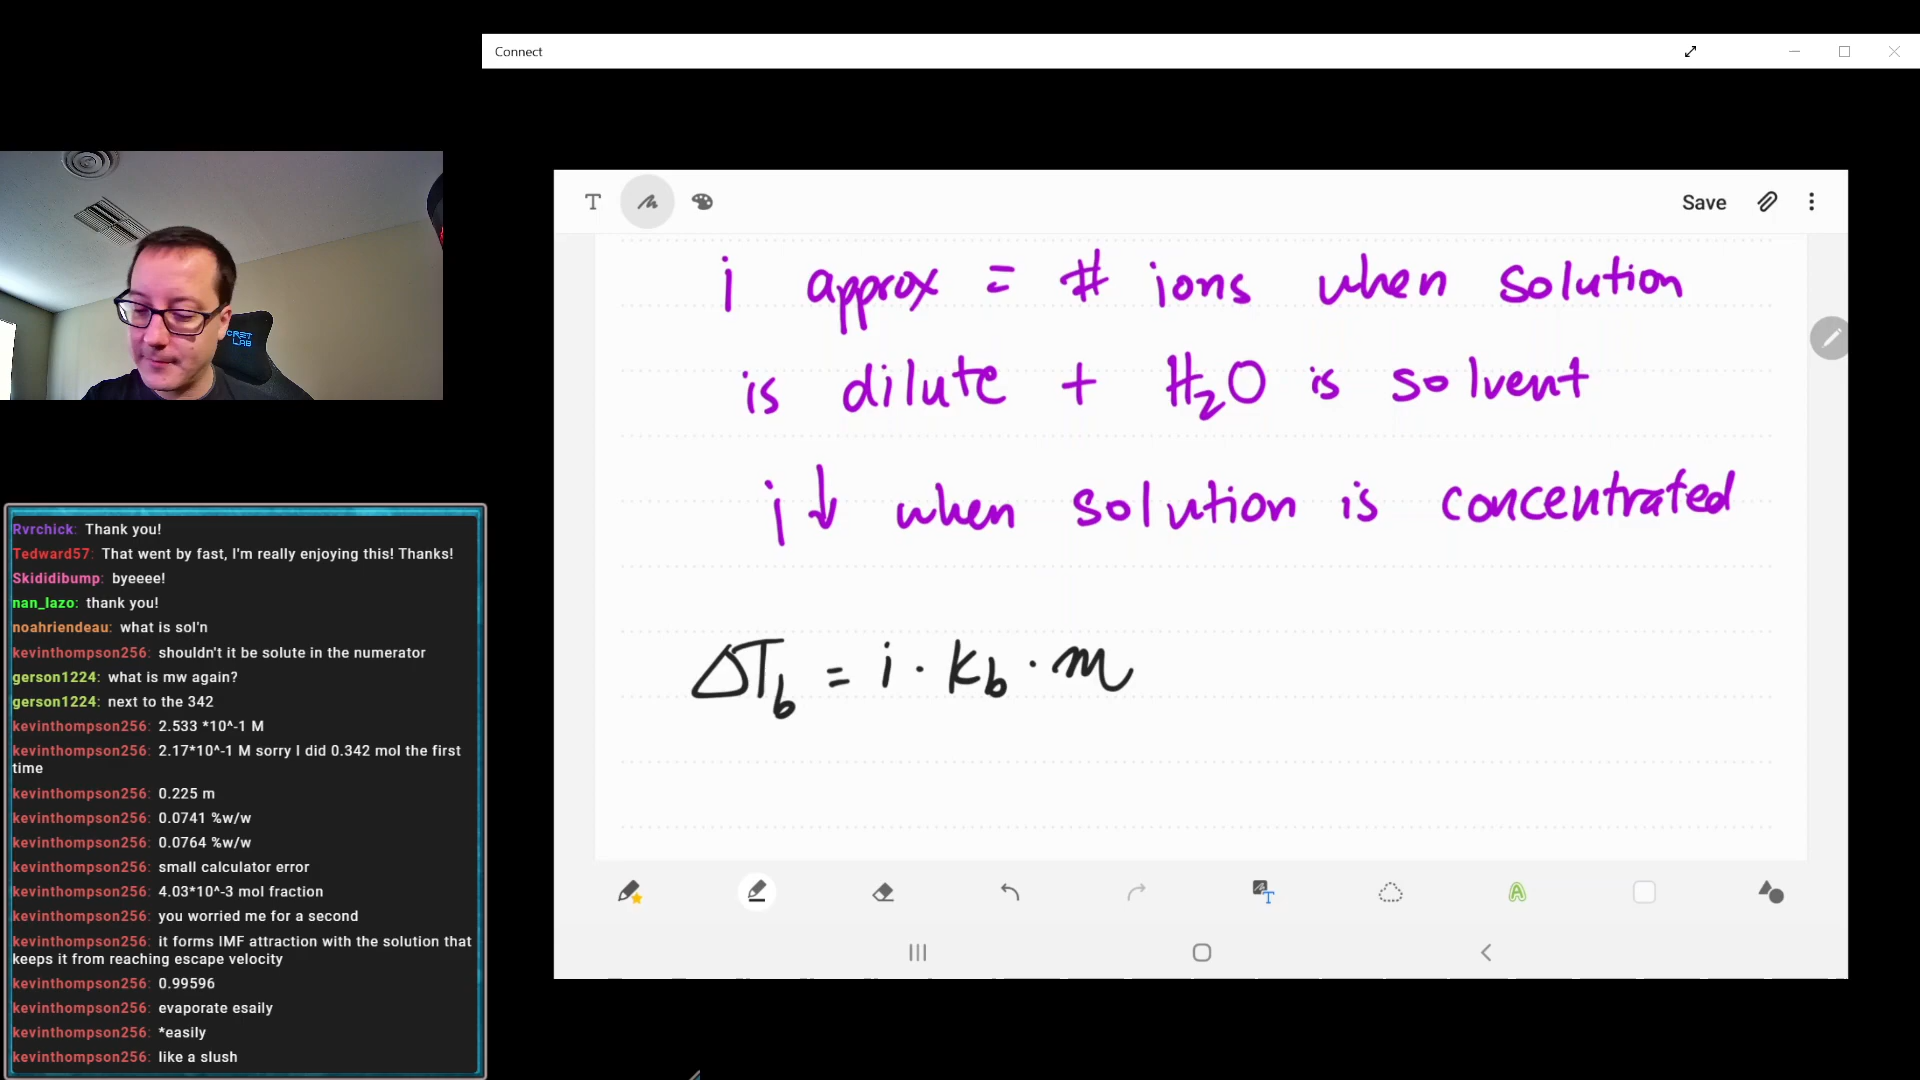 Connect
T
Save
i approx = # ions when solution
is dilute + H₂O is solvent
i↓ when solution is concentrated
ΔT_b = i · k_b · m
CRET
LAB
Rvrchick: Thank you!
Tedward57: That went by fast, I'm really enjoying this! Thanks!
Skididibump: byeeee!
nan_lazo: thank you!
noahriendeau: what is sol'n
kevinthompson256: shouldn't it be solute in the numerator
gerson1224: what is mw again?
gerson1224: next to the 342
kevinthompson256: 2.533 *10^-1 M
kevinthompson256: 2.17*10^-1 M sorry I did 0.342 mol the first
time
kevinthompson256: 0.225 m
kevinthompson256: 0.0741 %w/w
kevinthompson256: 0.0764 %w/w
kevinthompson256: small calculator error
kevinthompson256: 4.03*10^-3 mol fraction
kevinthompson256: you worried me for a second
kevinthompson256: it forms IMF attraction with the solution that
keeps it from reaching escape velocity
kevinthompson256: 0.99596
kevinthompson256: evaporate esaily
kevinthompson256: *easily
kevinthompson256: like a slush